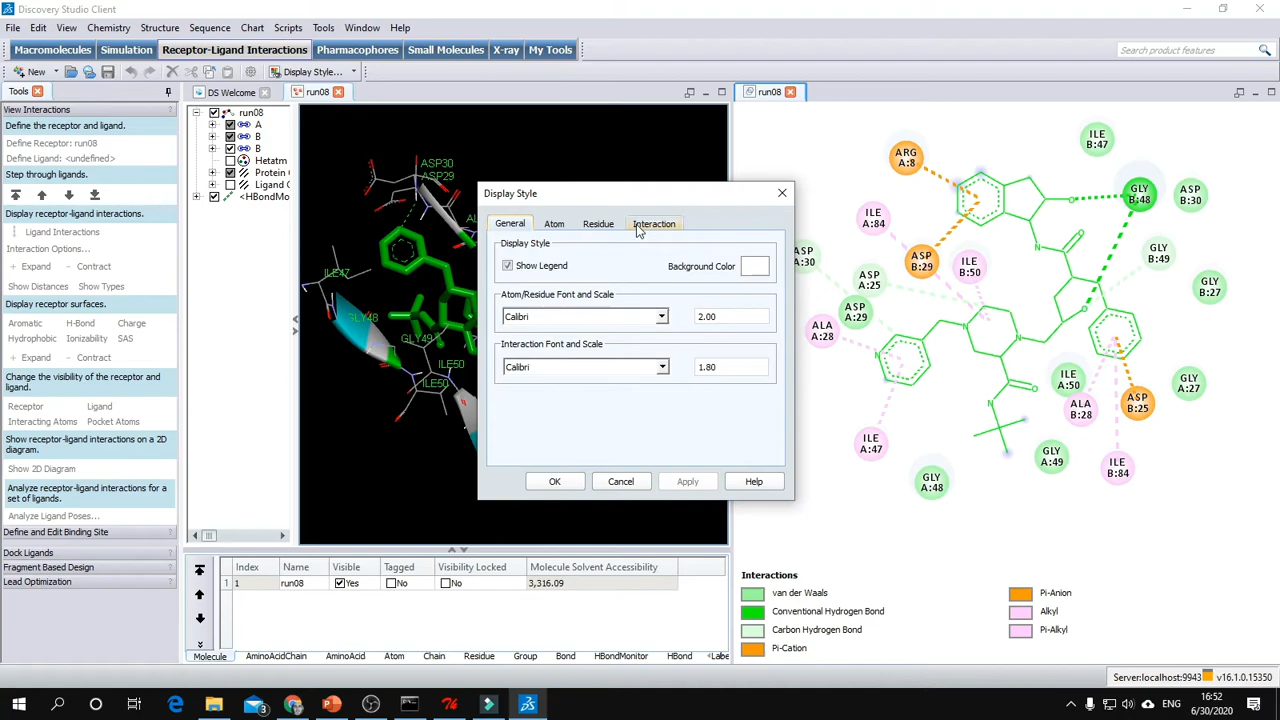 Discovery Studio Client
File Edit View Chemistry Structure Sequence Chart Scripts Tools Window Help
Macromolecules Simulation Receptor-Ligand Interactions Pharmacophores Small Molecules X-ray My Tools
Search product features
New Display Style...
Tools
View Interactions ?
Define the receptor and ligand.
Define Receptor: run08
Define Ligand: <undefined>
Step through ligands.
Display receptor-ligand interactions.
Ligand Interactions
Interaction Options...
+ Expand - Contract
Show Distances Show Types
Display receptor surfaces.
Aromatic H-Bond Charge
Hydrophobic Ionizability SAS
+ Expand - Contract
Change the visibility of the receptor and
ligand.
Receptor Ligand
Interacting Atoms Pocket Atoms
Show receptor-ligand interactions on a 2D
diagram.
Show 2D Diagram
Analyze receptor-ligand interactions for a
set of ligands.
Analyze Ligand Poses...
Define and Edit Binding Site ?
Dock Ligands ?
Fragment Based Design ?
Lead Optimization ?
DS Welcome
run08
run08
A
B
B
Hetatm
Protein
Ligand
<HBondMo
ASP30
ASP29
ILE47
GLY48
GLY49
ILE50
ILE50
Display Style
General Atom Residue Interaction
Display Style
Show Legend Background Color
Atom/Residue Font and Scale
Calibri 2.00
Interaction Font and Scale
Calibri 1.80
OK Cancel Apply Help
run08
ILE
B:47
ARG
A:8
GLY
B:48
ASP
B:30
ILE
A:84
ASP
B:29
ILE
B:50
GLY
B:49
ASP
A:30
ASP
A:25
GLY
B:27
ASP
A:29
ALA
A:28
N
O
N
O
N
N
O
N
ILE
A:50
GLY
A:27
ALA
B:28
ASP
B:25
ILE
A:47
GLY
A:49
ILE
B:84
GLY
A:48
Interactions
van der Waals
Conventional Hydrogen Bond
Carbon Hydrogen Bond
Pi-Cation
Pi-Anion
Alkyl
Pi-Alkyl
Index Name Visible Tagged Visibility Locked Molecule Solvent Accessibility
1 1 run08 Yes No No 3,316.09
Molecule AminoAcidChain AminoAcid Atom Chain Residue Group Bond HBondMonitor HBond Labe
Server:localhost:9943 v16.1.0.15350
3
ENG
16:52
6/30/2020